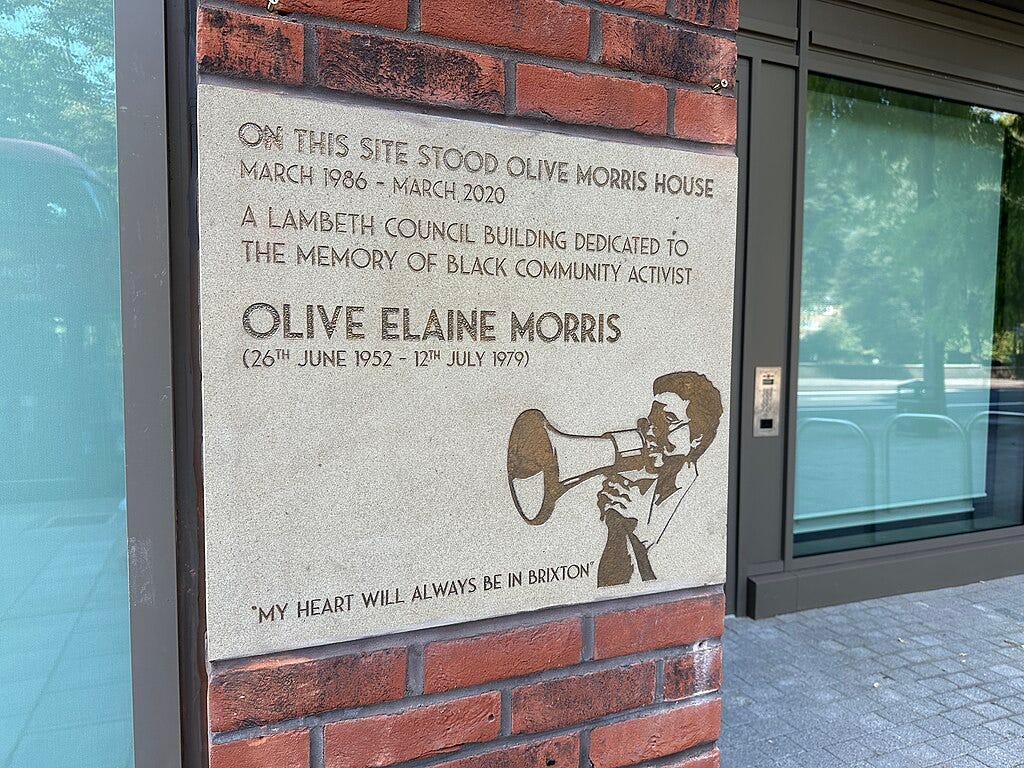 ON THIS SITE STOOD OLIVE MORRIS HOUSE
MARCH 1986 - MARCH 2020
A LAMBETH COUNCIL BUILDING DEDICATED TO
THE MEMORY OF BLACK COMMUNITY ACTIVIST
OLIVE ELAINE MORRIS
(26TH JUNE 1952 - 12TH JULY 1979)
"MY HEART WILL ALWAYS BE IN BRIXTON"